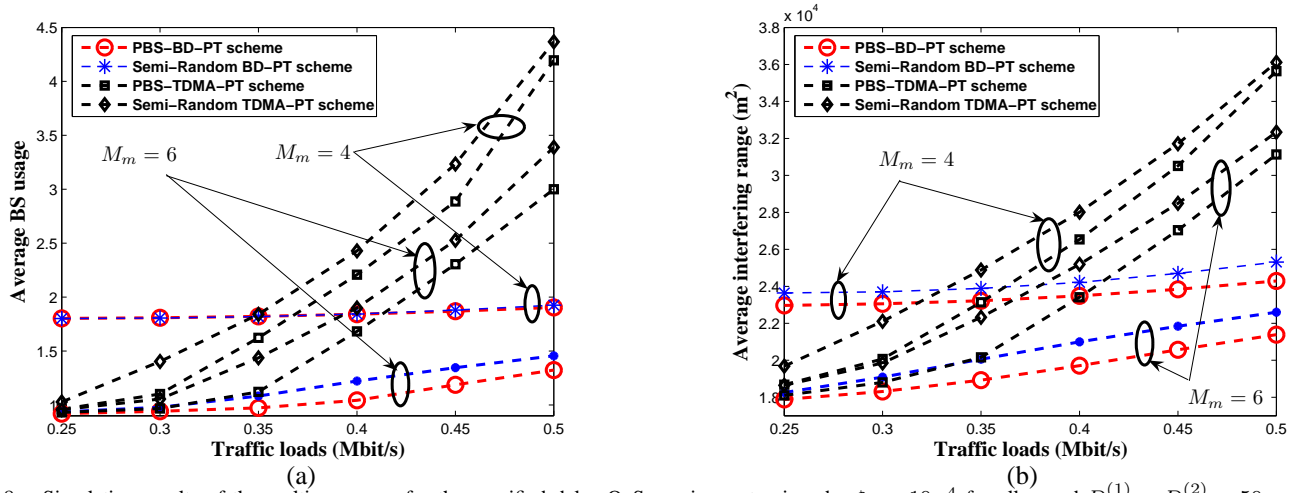 4.5
4
3.5
3
2.5
2
1.5
1
Average BS usage
PBS−BD−PT scheme
Semi−Random BD−PT scheme
PBS−TDMA−PT scheme
Semi−Random TDMA−PT scheme
M_m = 6
M_m = 4
0.25 0.3 0.35 0.4 0.45 0.5
Traffic loads (Mbit/s)
(a)
x 10^4
3.8
3.6
3.4
3.2
3
2.8
2.6
2.4
2.2
2
1.8
Average interfering range (m^2)
PBS−BD−PT scheme
Semi−Random BD−PT scheme
PBS−TDMA−PT scheme
Semi−Random TDMA−PT scheme
M_m = 4
M_m = 6
0.25 0.3 0.35 0.4 0.45 0.5
Traffic loads (Mbit/s)
(b)